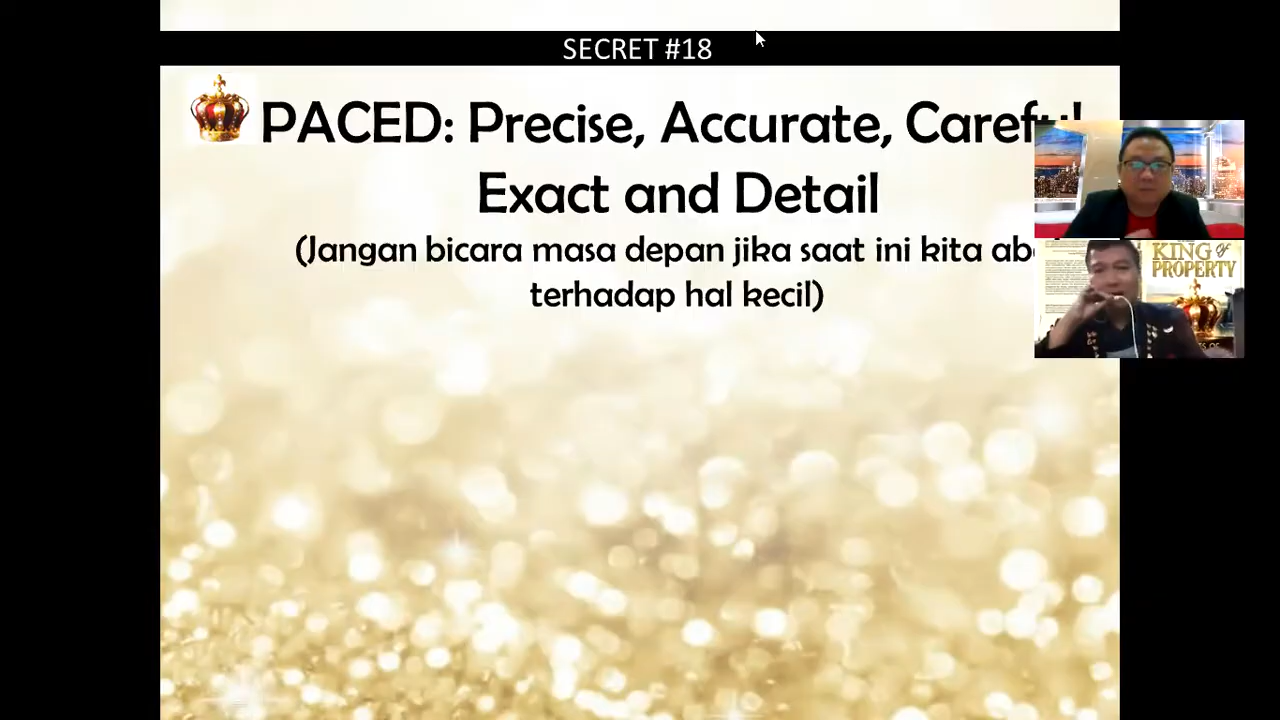 SECRET #18
PACED: Precise, Accurate, Careful
Exact and Detail
(Jangan bicara masa depan jika saat ini kita
terhadap hal kecil)
KING Of
PROPERTY